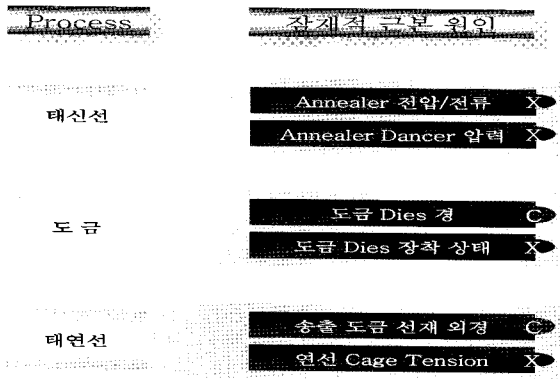 Process 잠재적 근본 원인
Annealer 전압/전류 X
태신선
Annealer Dancer 압력 X
도금 Dies 경 C
도 금
도금 Dies 장착 상태 X
송출 도금 선재 외경 C
태연선
연선 Cage Tension X